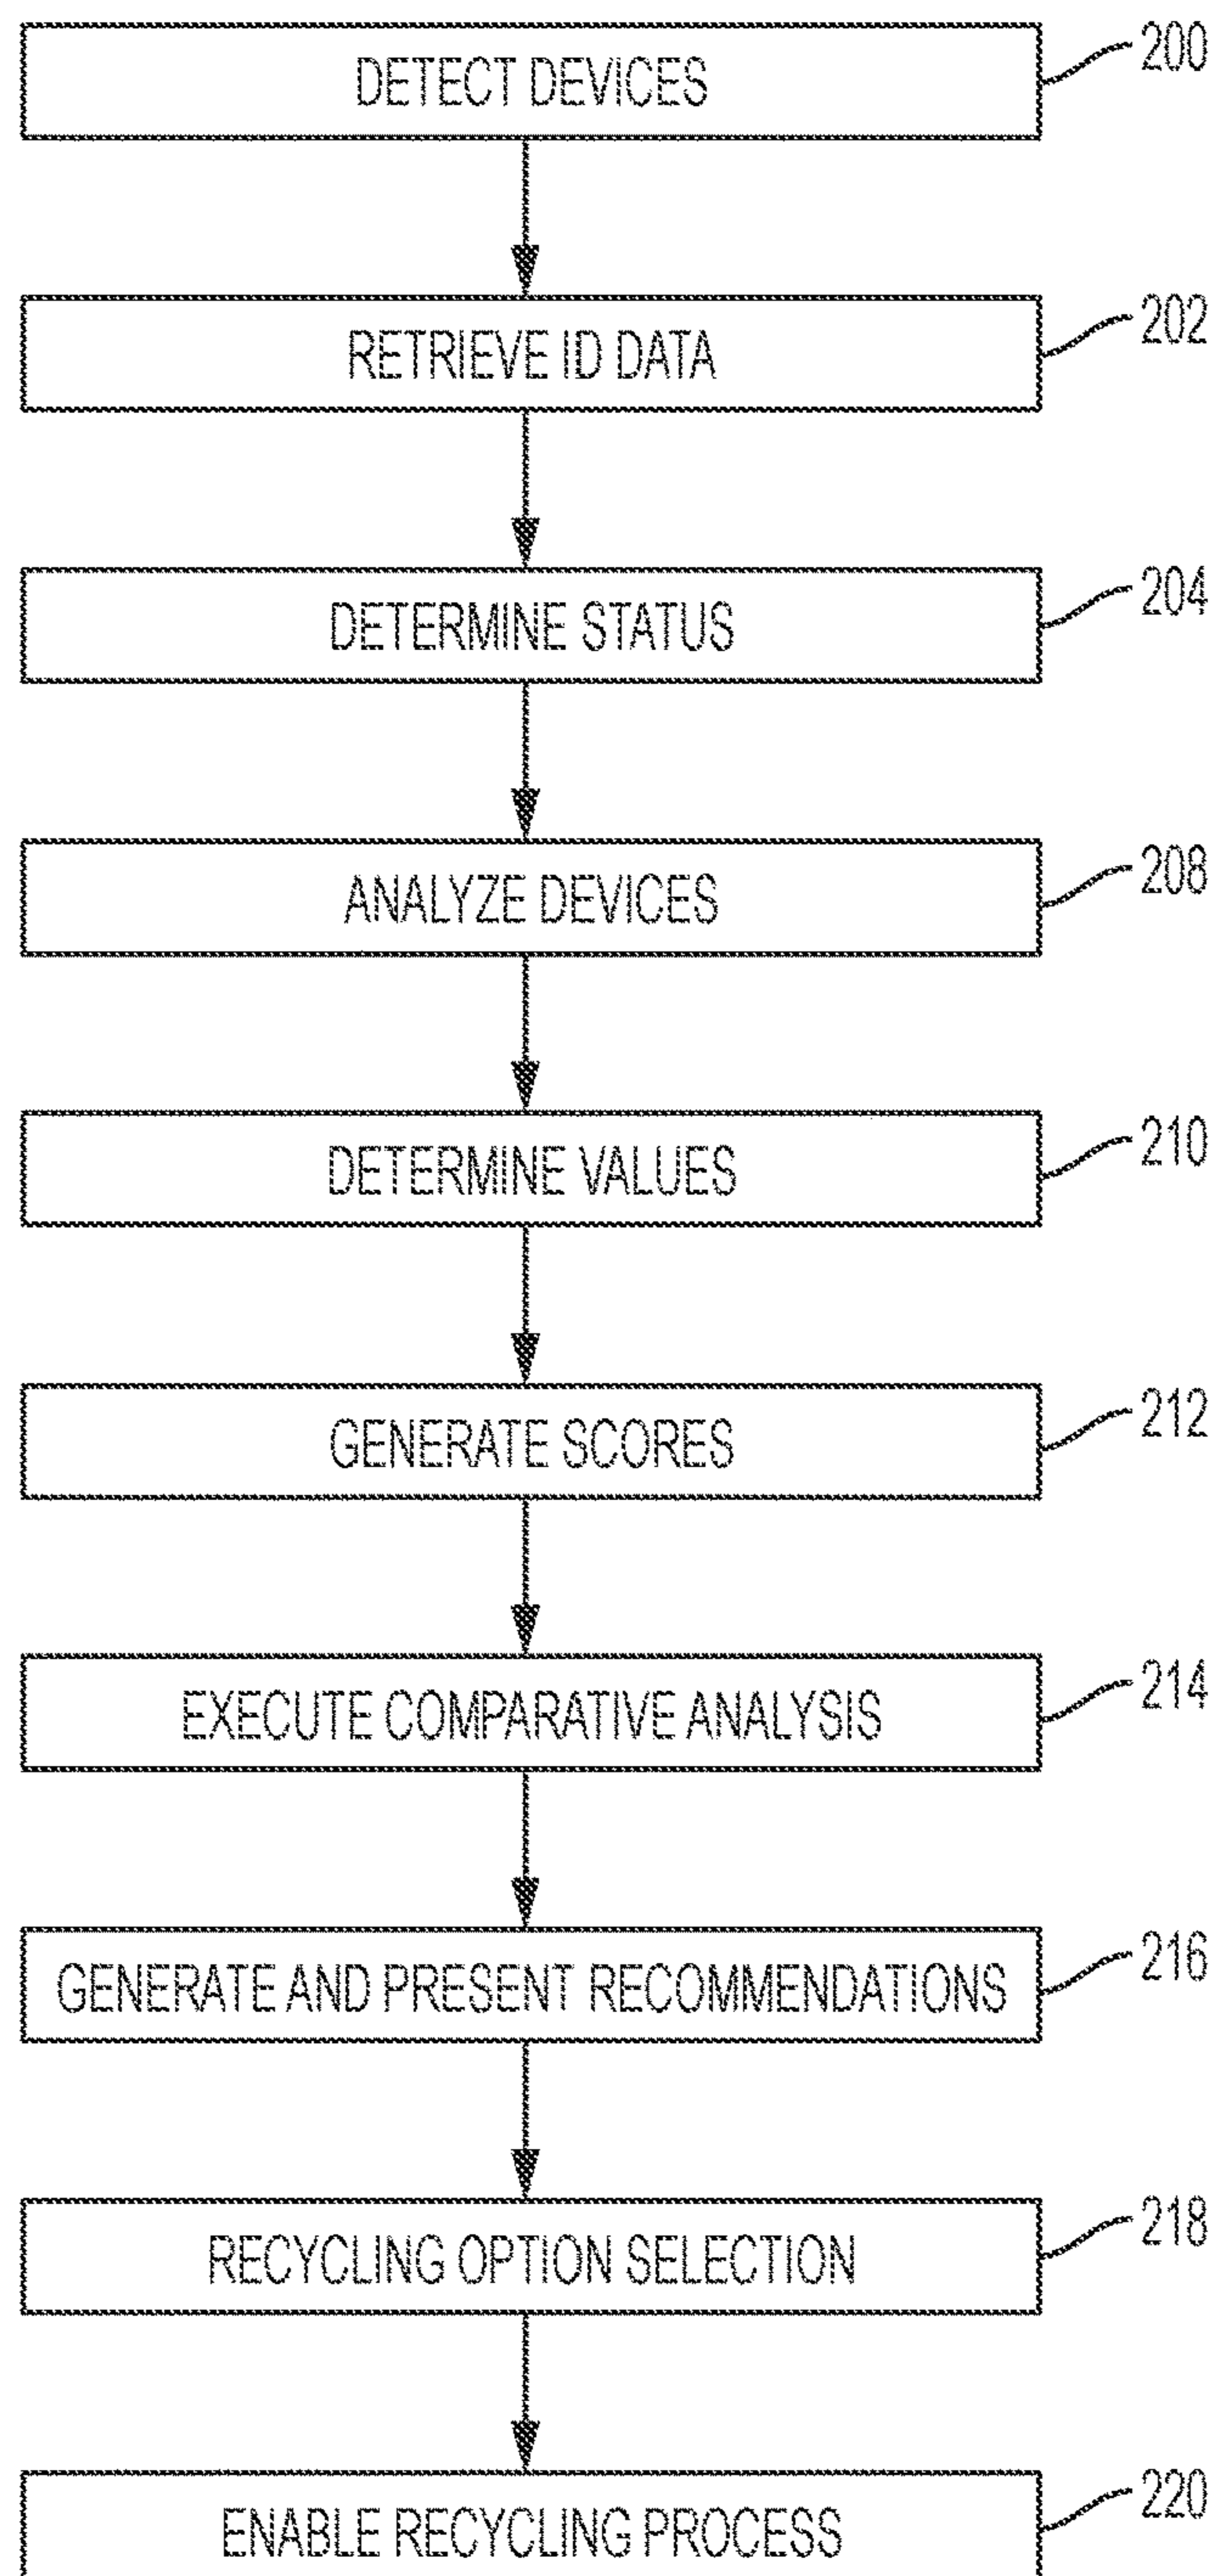 DETECT DEVICES
200
RETRIEVE ID DATA
202
DETERMINE STATUS
204
ANALYZE DEVICES
208
DETERMINE VALUES
210
GENERATE SCORES
212
EXECUTE COMPARATIVE ANALYSIS
214
GENERATE AND PRESENT RECOMMENDATIONS
216
RECYCLING OPTION SELECTION
218
ENABLE RECYCLING PROCESS
220